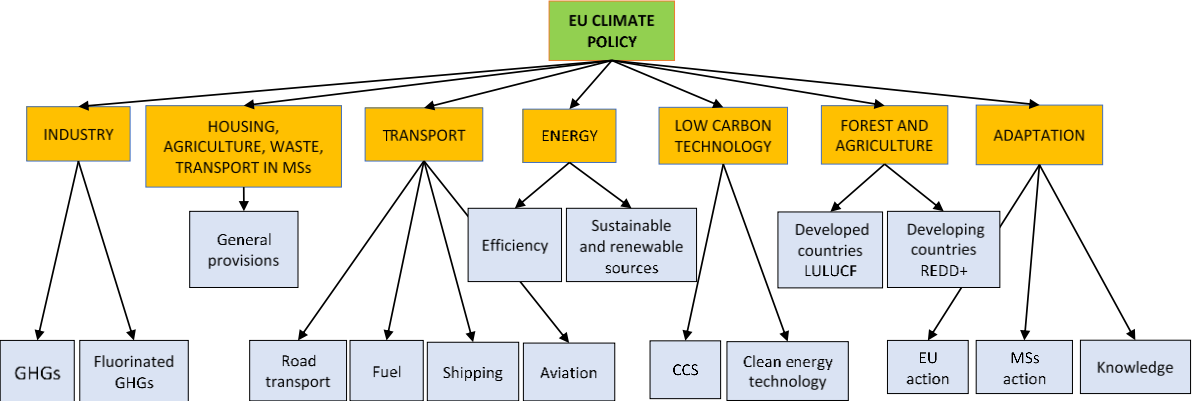 EU CLIMATE
POLICY
INDUSTRY
HOUSING,
AGRICULTURE, WASTE,
TRANSPORT IN MSs
TRANSPORT
ENERGY
LOW CARBON
TECHNOLOGY
FOREST AND
AGRICULTURE
ADAPTATION
General
provisions
Efficiency
Sustainable
and renewable
sources
Developed
countries
LULUCF
Developing
countries
REDD+
GHGs
Fluorinated
GHGs
Road
transport
Fuel
Shipping
Aviation
CCS
Clean energy
technology
EU
action
MSs
action
Knowledge